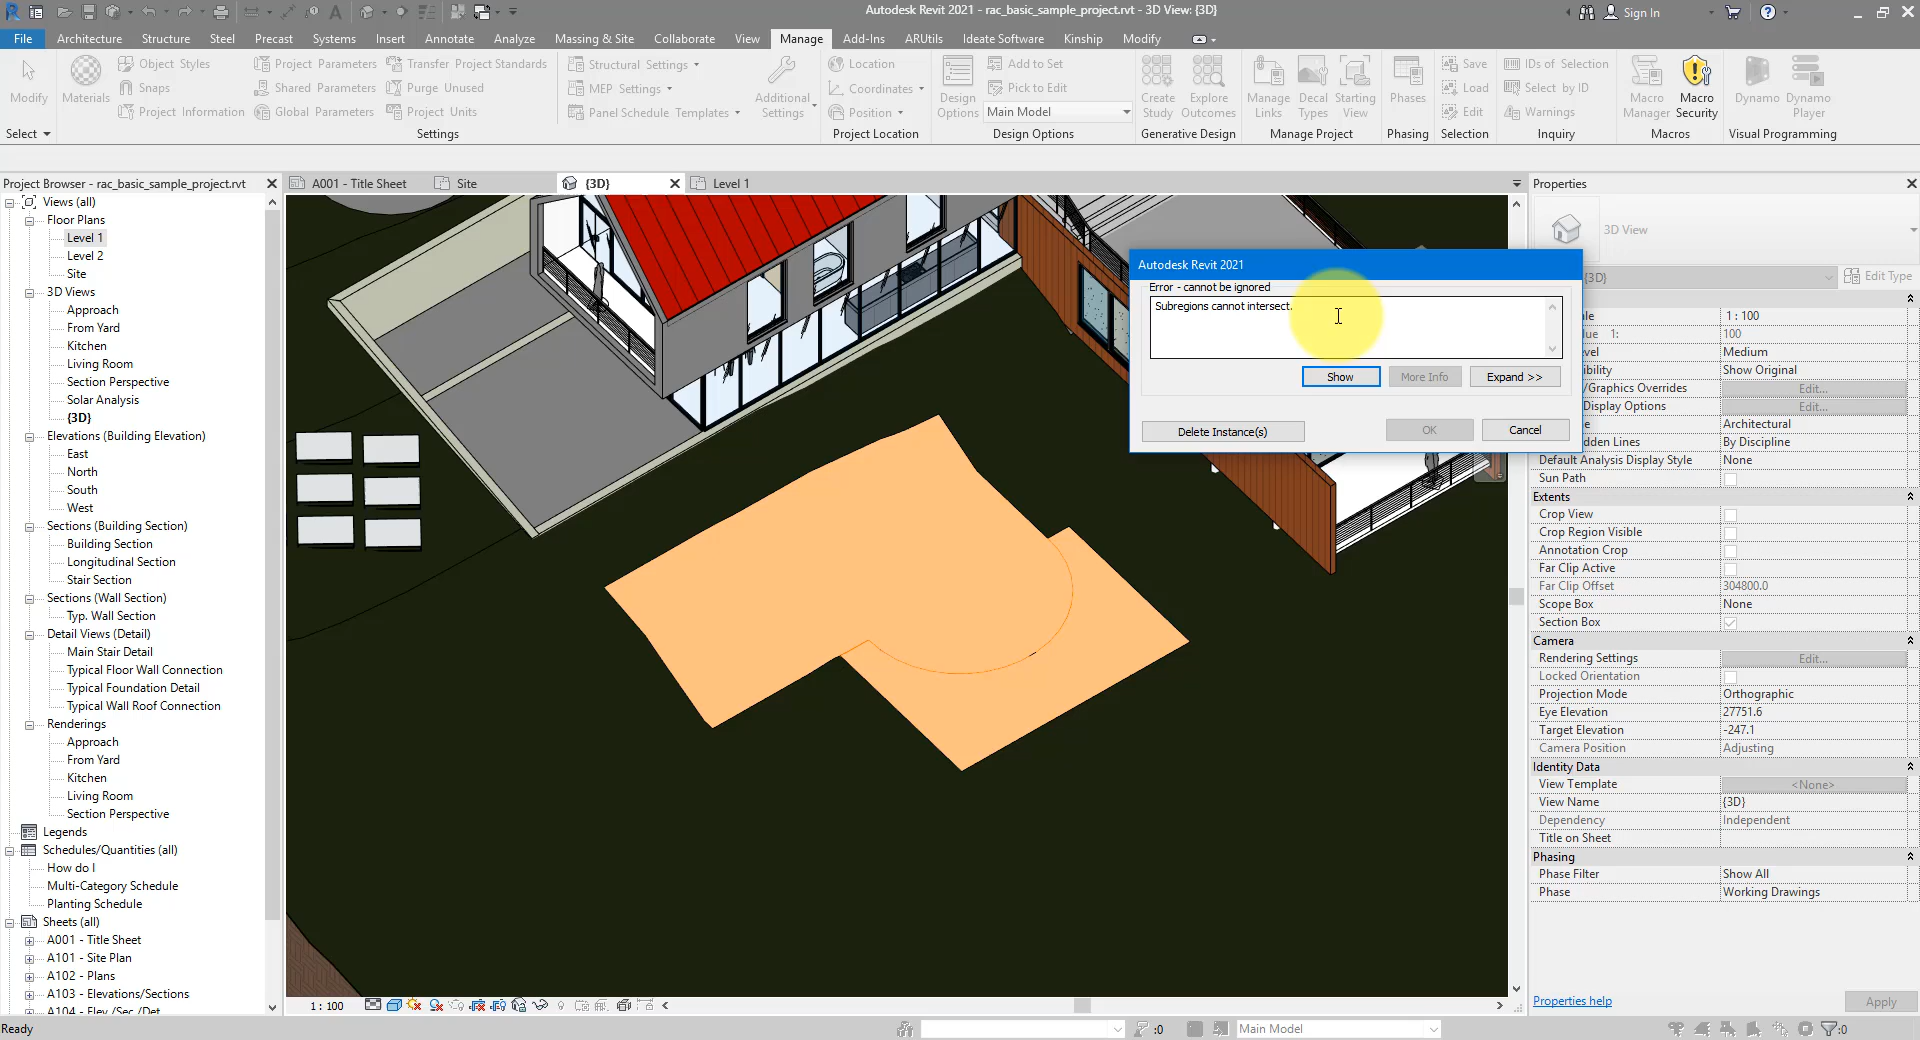 Autodesk Revit 2021 - rac_basic_sample_project.rvt - 3D View: {3D}
Sign In
File Architecture Structure Steel Precast Systems Insert Annotate Analyze Massing & Site Collaborate View Manage Add-Ins ARUtils Ideate Software Kinship Modify
Modify
Select
Materials
Object Styles
Snaps
Project Information
Project Parameters
Shared Parameters
Global Parameters
Transfer Project Standards
Purge Unused
Project Units
Settings
Structural Settings
MEP Settings
Panel Schedule Templates
Additional Settings
Location
Coordinates
Position
Project Location
Design Options
Add to Set
Pick to Edit
Main Model
Design Options
Create Study
Explore Outcomes
Generative Design
Manage Links
Decal Types
Starting View
Manage Project
Phases
Phasing
Save
Load
Edit
Selection
IDs of Selection
Select by ID
Warnings
Inquiry
Macro Manager
Macro Security
Macros
Dynamo
Dynamo Player
Visual Programming
Project Browser - rac_basic_sample_project.rvt
Views (all)
Floor Plans
Level 1
Level 2
Site
3D Views
Approach
From Yard
Kitchen
Living Room
Section Perspective
Solar Analysis
{3D}
Elevations (Building Elevation)
East
North
South
West
Sections (Building Section)
Building Section
Longitudinal Section
Stair Section
Sections (Wall Section)
Typ. Wall Section
Detail Views (Detail)
Main Stair Detail
Typical Floor Wall Connection
Typical Foundation Detail
Typical Wall Roof Connection
Renderings
Approach
From Yard
Kitchen
Living Room
Section Perspective
Legends
Schedules/Quantities (all)
How do I
Multi-Category Schedule
Planting Schedule
Sheets (all)
A001 - Title Sheet
A101 - Site Plan
A102 - Plans
A103 - Elevations/Sections
A104 - Elev./Sec./Det.
A001 - Title Sheet
Site
{3D}
Level 1
Autodesk Revit 2021
Error - cannot be ignored
Subregions cannot intersect.
Show
More Info
Expand >>
Delete Instance(s)
OK
Cancel
1 : 100
Properties
3D View
{3D}
Edit Type
1 : 100
1: 100
Medium
Show Original
/Graphics Overrides Edit...
Display Options Edit...
Architectural
dden Lines By Discipline
Default Analysis Display Style None
Sun Path
Extents
Crop View
Crop Region Visible
Annotation Crop
Far Clip Active
Far Clip Offset 304800.0
Scope Box None
Section Box
Camera
Rendering Settings Edit...
Locked Orientation
Projection Mode Orthographic
Eye Elevation 27751.6
Target Elevation -247.1
Camera Position Adjusting
Identity Data
View Template <None>
View Name {3D}
Dependency Independent
Title on Sheet
Phasing
Phase Filter Show All
Phase Working Drawings
Properties help
Apply
Ready
:0
Main Model
:0